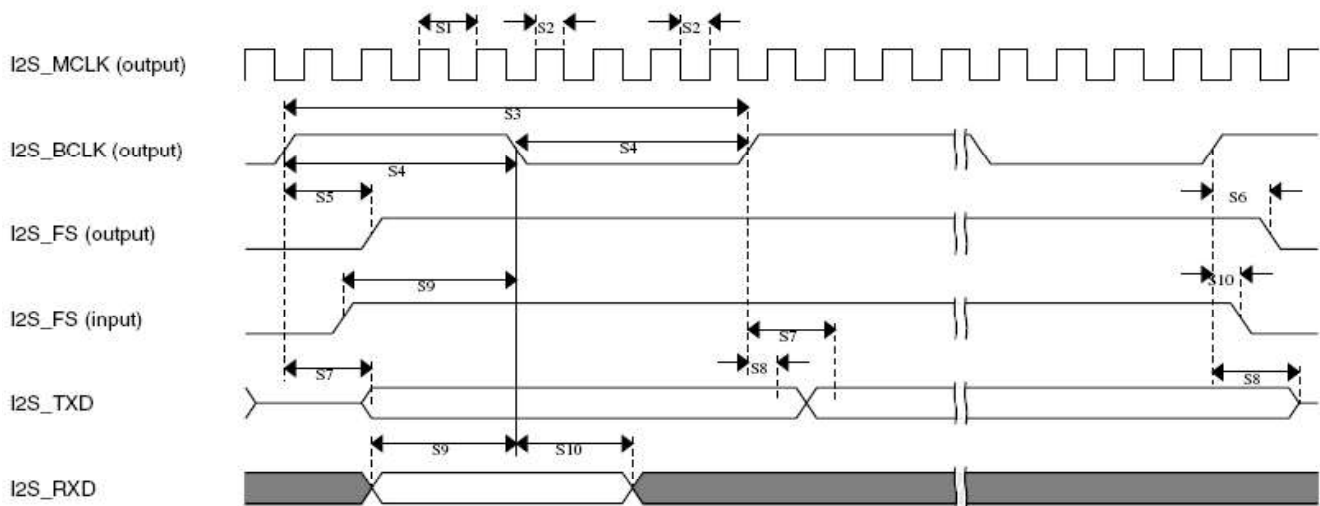 S1 S2 S2
I2S_MCLK (output)
S3
I2S_BCLK (output) S4
S4
S5 S6
I2S_FS (output)
S9 S10
I2S_FS (input)
S7
S7 S8 S8
I2S_TXD
S9 S10
I2S_RXD